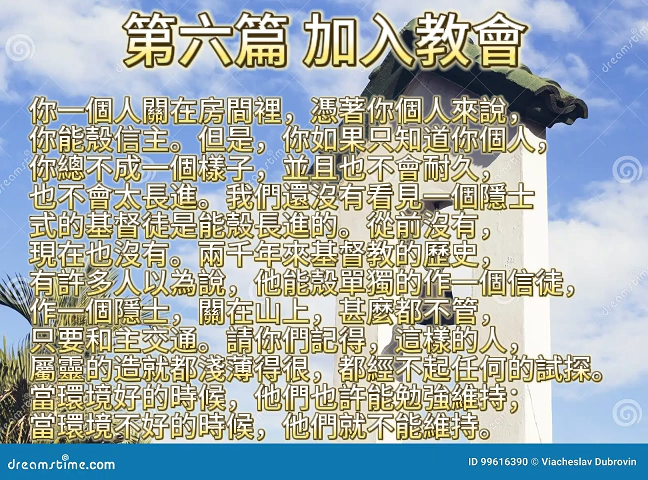 第六篇 加入教會
你一個人關在房間裡，憑著你個人來說，
你能殼信主。但是，你如果只知道你個人，
你總不成一個樣子，並且也不會耐久，
也不會太長進。我們還沒有看見一個隱士
式的基督徒是能殼長進的。從前沒有，
現在也沒有。兩千年來基督教的歷史，
有許多人以為說，他能殼單獨的作一個信徒，
作一個隱士，關在山上，甚麼都不管，
只要和主交通。請你們記得，這樣的人，
屬靈的造就都淺薄得很，都經不起任何的試探。
當環境好的時候，他們也許能勉強維持；
當環境不好的時候，他們就不能維持。
dreamstime.com
ID 99616390 © Viacheslav Dubrovin